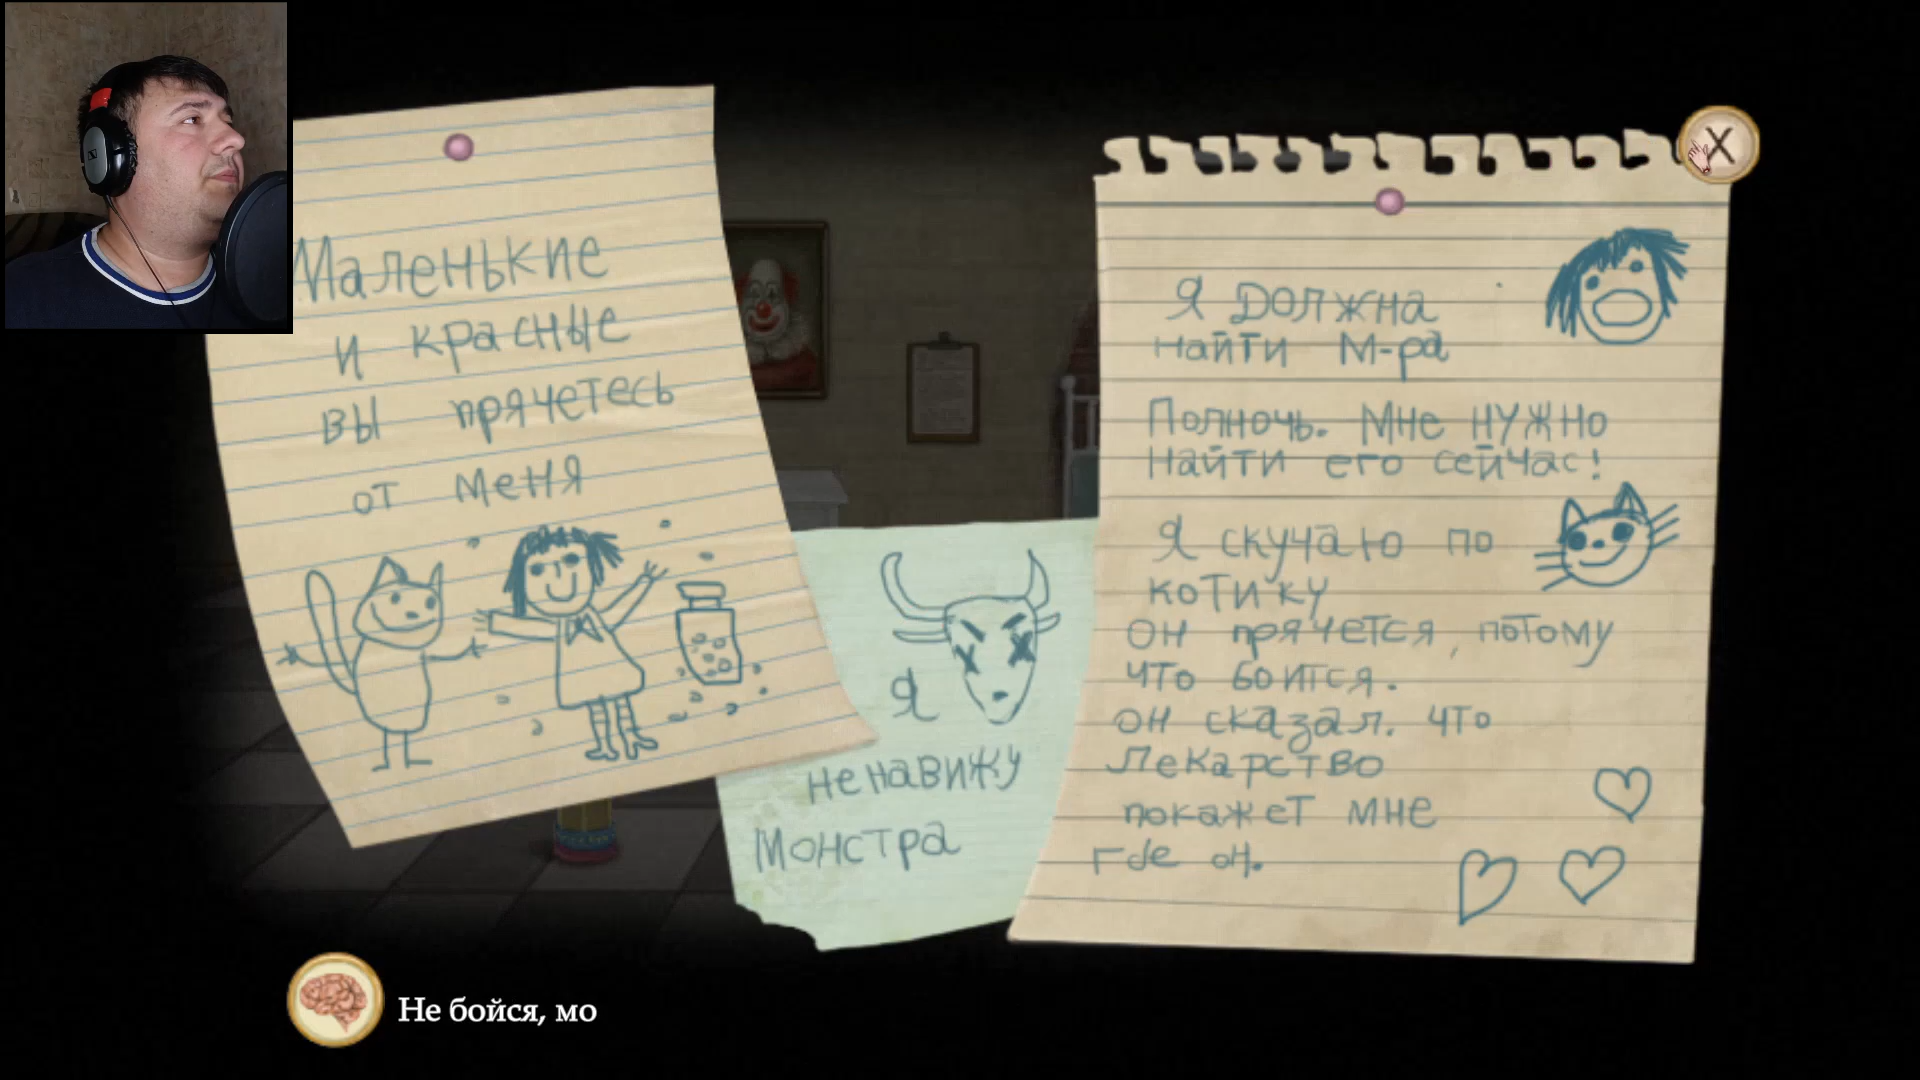 Маленькие
и красные
вы прячетесь
от меня
Я
ненавижу
Монстра
Я должна
найти М-ра
Полночь. Мне нужно
найти его сейчас!
Я скучаю по
котику
он прячется, потому
что боится.
он сказал. что
Лекарство
покажет мне
где он.
X
Не бойся, мо